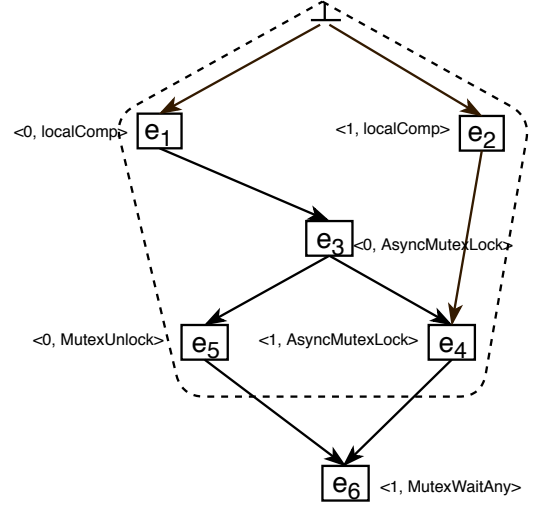 ⊥
<0, localComp> e1
<1, localComp> e2
e3 <0, AsyncMutexLock>
<0, MutexUnlock> e5
<1, AsyncMutexLock> e4
e6 <1, MutexWaitAny>